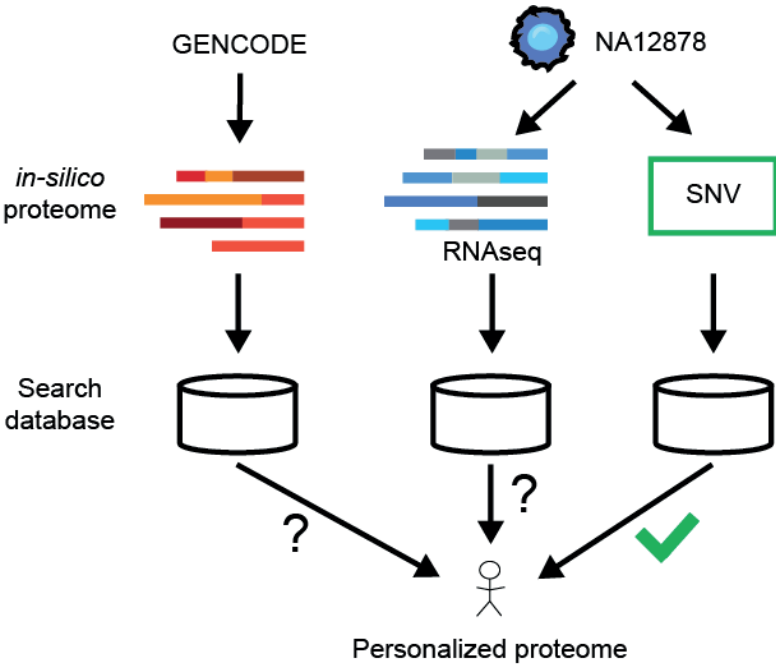 GENCODE
NA12878
in-silico
proteome
RNAseq
SNV
Search
database
?
?
Personalized proteome